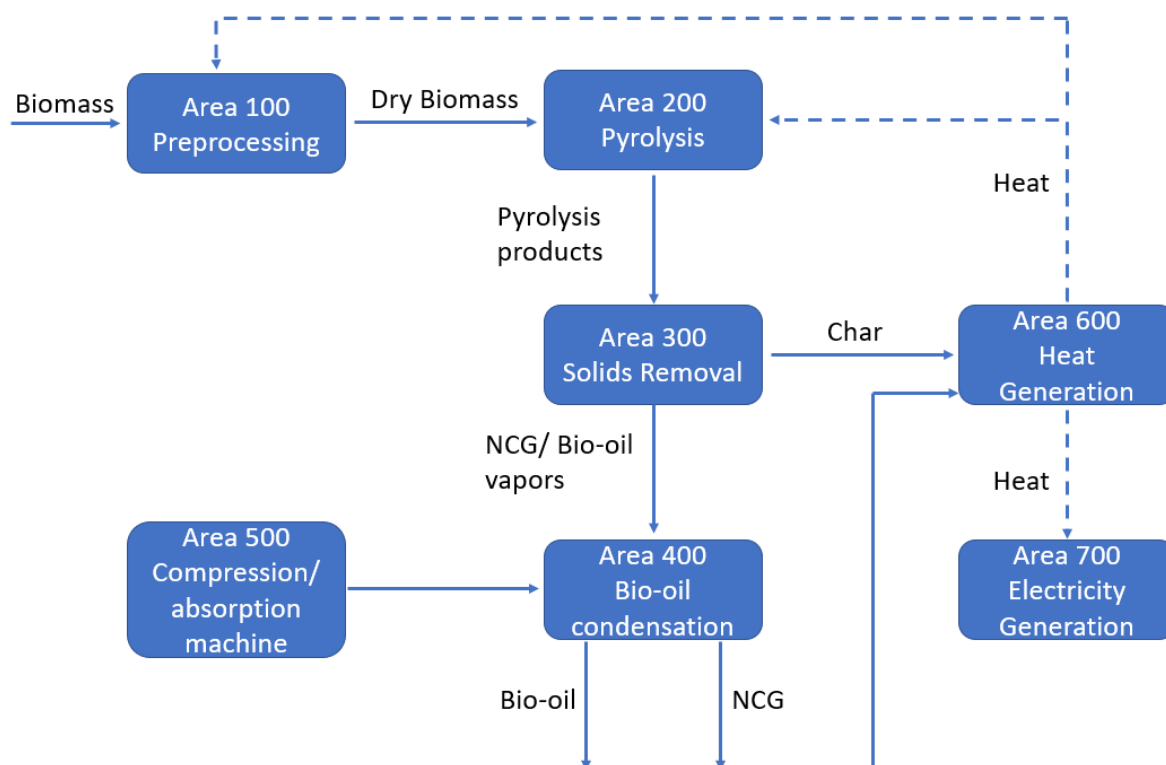 Biomass
Area 100
Preprocessing
Dry Biomass
Area 200
Pyrolysis
Heat
Pyrolysis
products
Area 300
Solids Removal
Char
Area 600
Heat
Generation
NCG/ Bio-oil
vapors
Heat
Area 500
Compression/
absorption
machine
Area 400
Bio-oil
condensation
Area 700
Electricity
Generation
Bio-oil
NCG